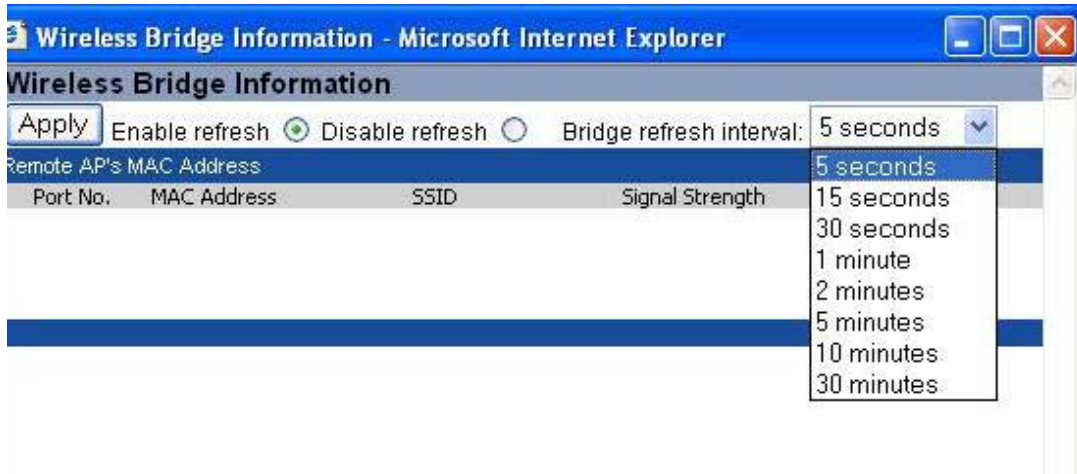 Wireless Bridge Information - Microsoft Internet Explorer
Wireless Bridge Information
Apply Enable refresh Disable refresh Bridge refresh interval: 5 seconds
Remote AP's MAC Address
Port No. MAC Address SSID Signal Strength
5 seconds
15 seconds
30 seconds
1 minute
2 minutes
5 minutes
10 minutes
30 minutes